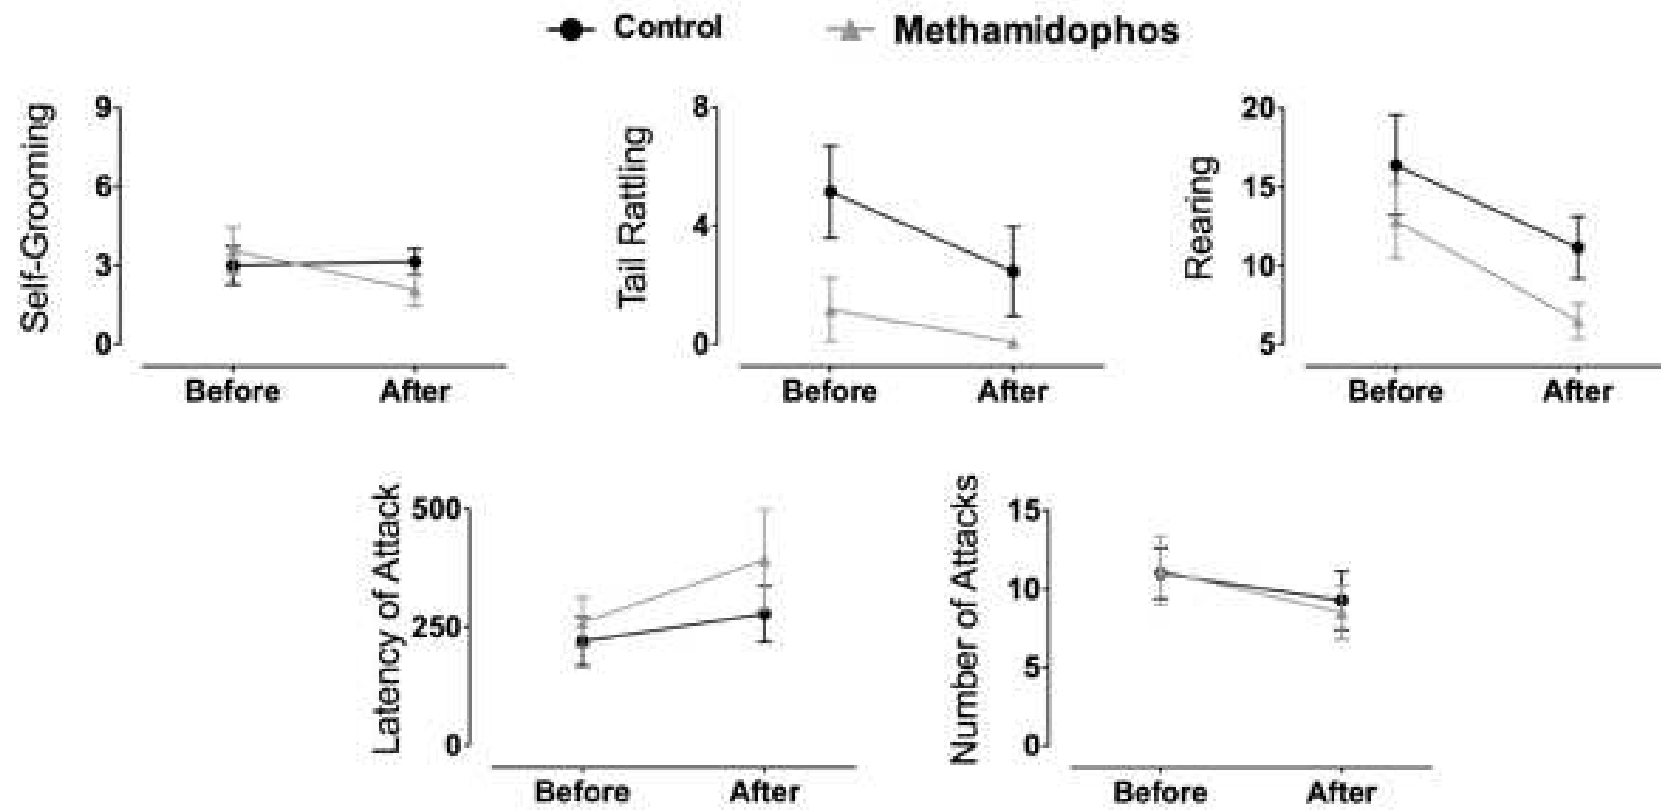 Control Methamidophos
Self-Grooming
9
6
3
0
Before After
Tail Rattling
8
4
0
Before After
Rearing
20
15
10
5
Before After
Latency of Attack
500
250
0
Before After
Number of Attacks
15
10
5
0
Before After